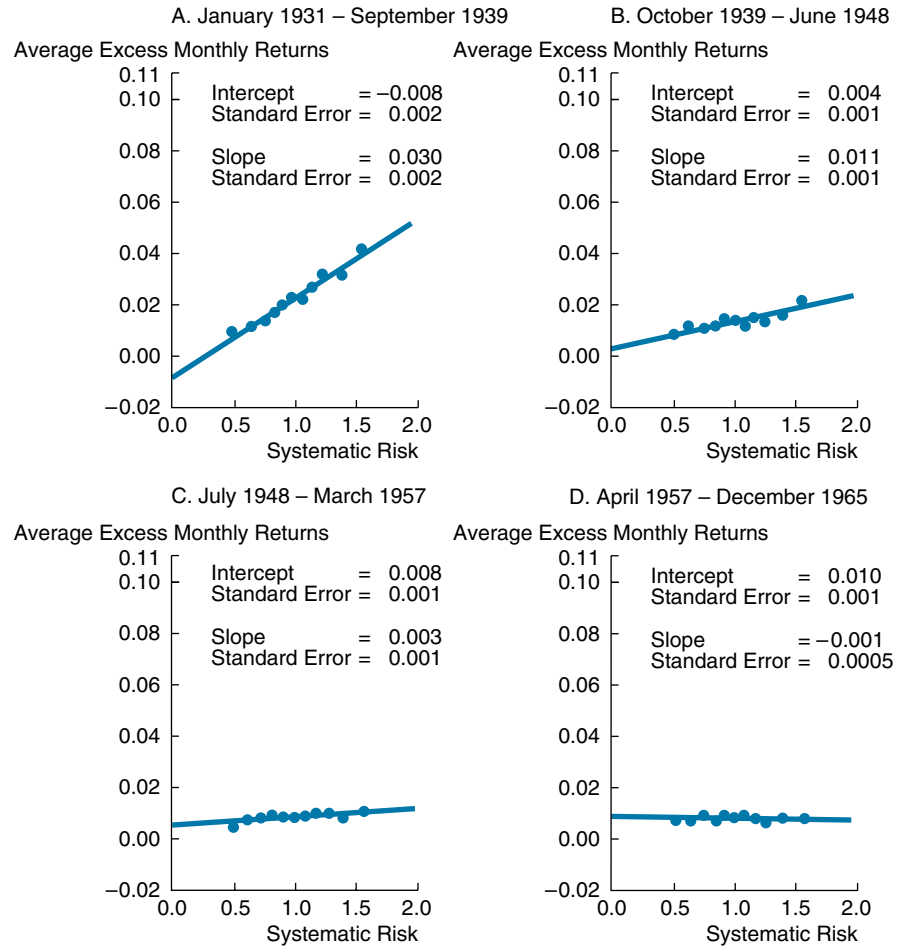 A. January 1931 – September 1939
Average Excess Monthly Returns
0.11
0.10
0.08
0.06
0.04
0.02
0.00
−0.02
Intercept = −0.008
Standard Error = 0.002
Slope = 0.030
Standard Error = 0.002
0.0 0.5 1.0 1.5 2.0
Systematic Risk
B. October 1939 – June 1948
Average Excess Monthly Returns
0.11
0.10
0.08
0.06
0.04
0.02
0.00
−0.02
Intercept = 0.004
Standard Error = 0.001
Slope = 0.011
Standard Error = 0.001
0.0 0.5 1.0 1.5 2.0
Systematic Risk
C. July 1948 – March 1957
Average Excess Monthly Returns
0.11
0.10
0.08
0.06
0.04
0.02
0.00
−0.02
Intercept = 0.008
Standard Error = 0.001
Slope = 0.003
Standard Error = 0.001
0.0 0.5 1.0 1.5 2.0
Systematic Risk
D. April 1957 – December 1965
Average Excess Monthly Returns
0.11
0.10
0.08
0.06
0.04
0.02
0.00
−0.02
Intercept = 0.010
Standard Error = 0.001
Slope = −0.001
Standard Error = 0.0005
0.0 0.5 1.0 1.5 2.0
Systematic Risk